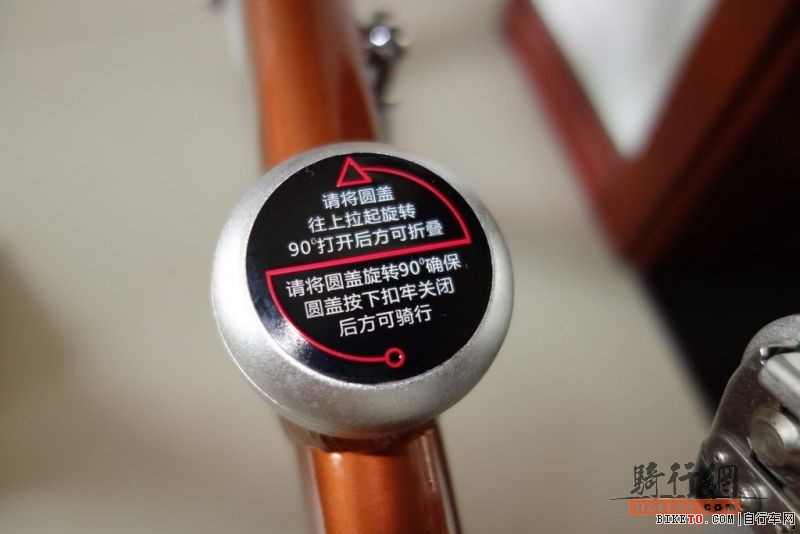 请将圆盖
往上拉起旋转
90°打开后方可折叠
请将圆盖旋转90°确保
圆盖按下扣牢关闭
后方可骑行
骑行網
BIKETO.COM|自行车网